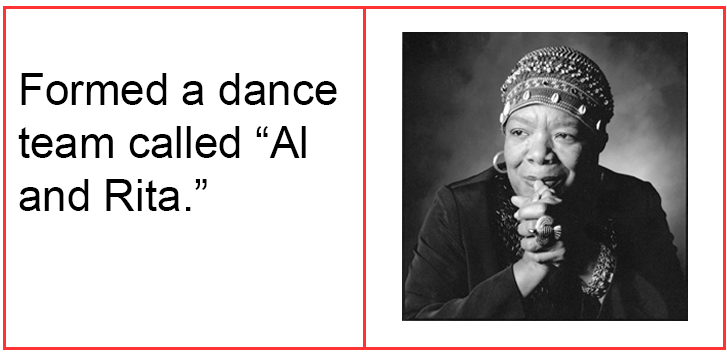 Formed a dance
team called “Al
and Rita.”